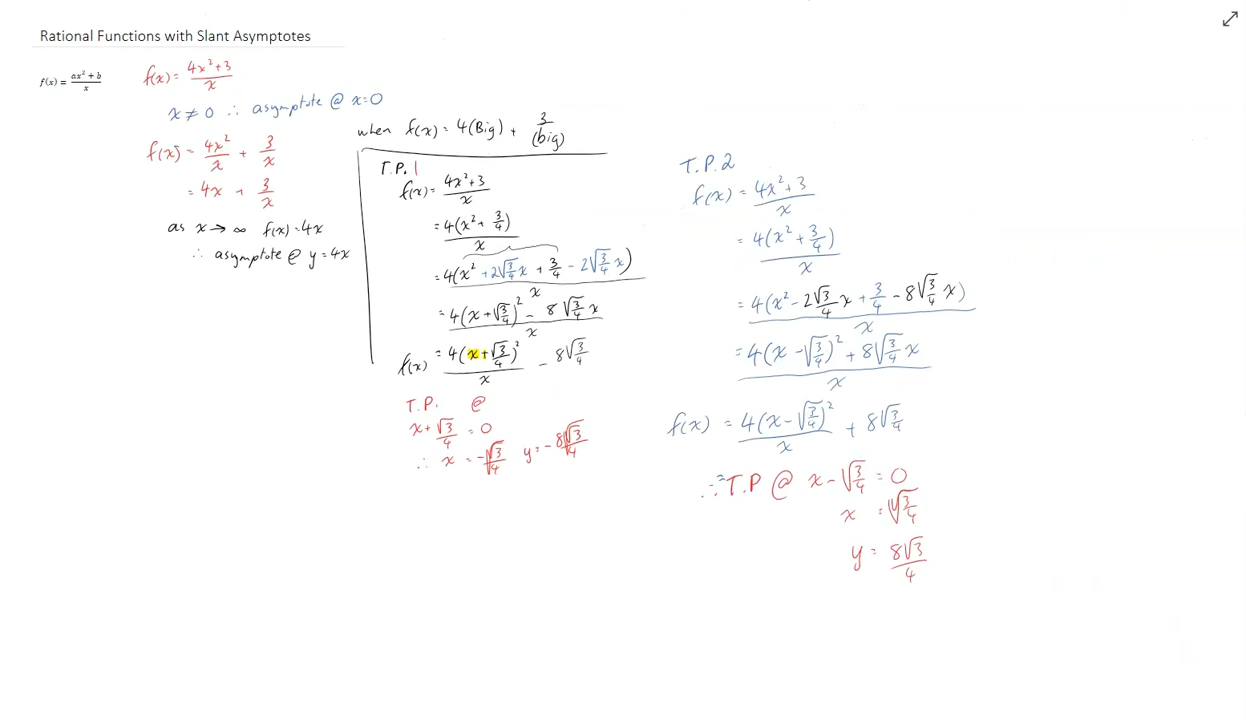 Rational Functions with Slant Asymptotes
f(x) = (ax² + b)/x
f(x) = (4x²+3)/x
x ≠ 0 ∴ asymptote @ x=0
f(x) = 4x²/x + 3/x
= 4x + 3/x
as x → ∞ f(x) = 4x
∴ asymptote @ y = 4x
when f(x) = 4(Big) + 3/(big)
T.P. 1
f(x) = (4x²+3)/x
= 4(x² + 3/4)/x
= 4(x² + 2√(3/4)x + 3/4 - 2√(3/4)x)/x
= (4(x+√(3/4))² - 8√(3/4)x)/x
f(x) = 4(x+√(3/4))²/x - 8√(3/4)
T.P. @
x + √3/4 = 0
∴ x = -√3/4 y = -8√3/4
T.P.2
f(x) = (4x²+3)/x
= 4(x² + 3/4)/x
= 4(x² - 2√3/4 x + 3/4 - 8√(3/4)x)/x
= (4(x - √(3/4))² + 8√(3/4)x)/x
f(x) = 4(x - √(3/4))²/x + 8√(3/4)
∴ T.P @ x - √(3/4) = 0
x = √(3/4)
y = 8√3/4